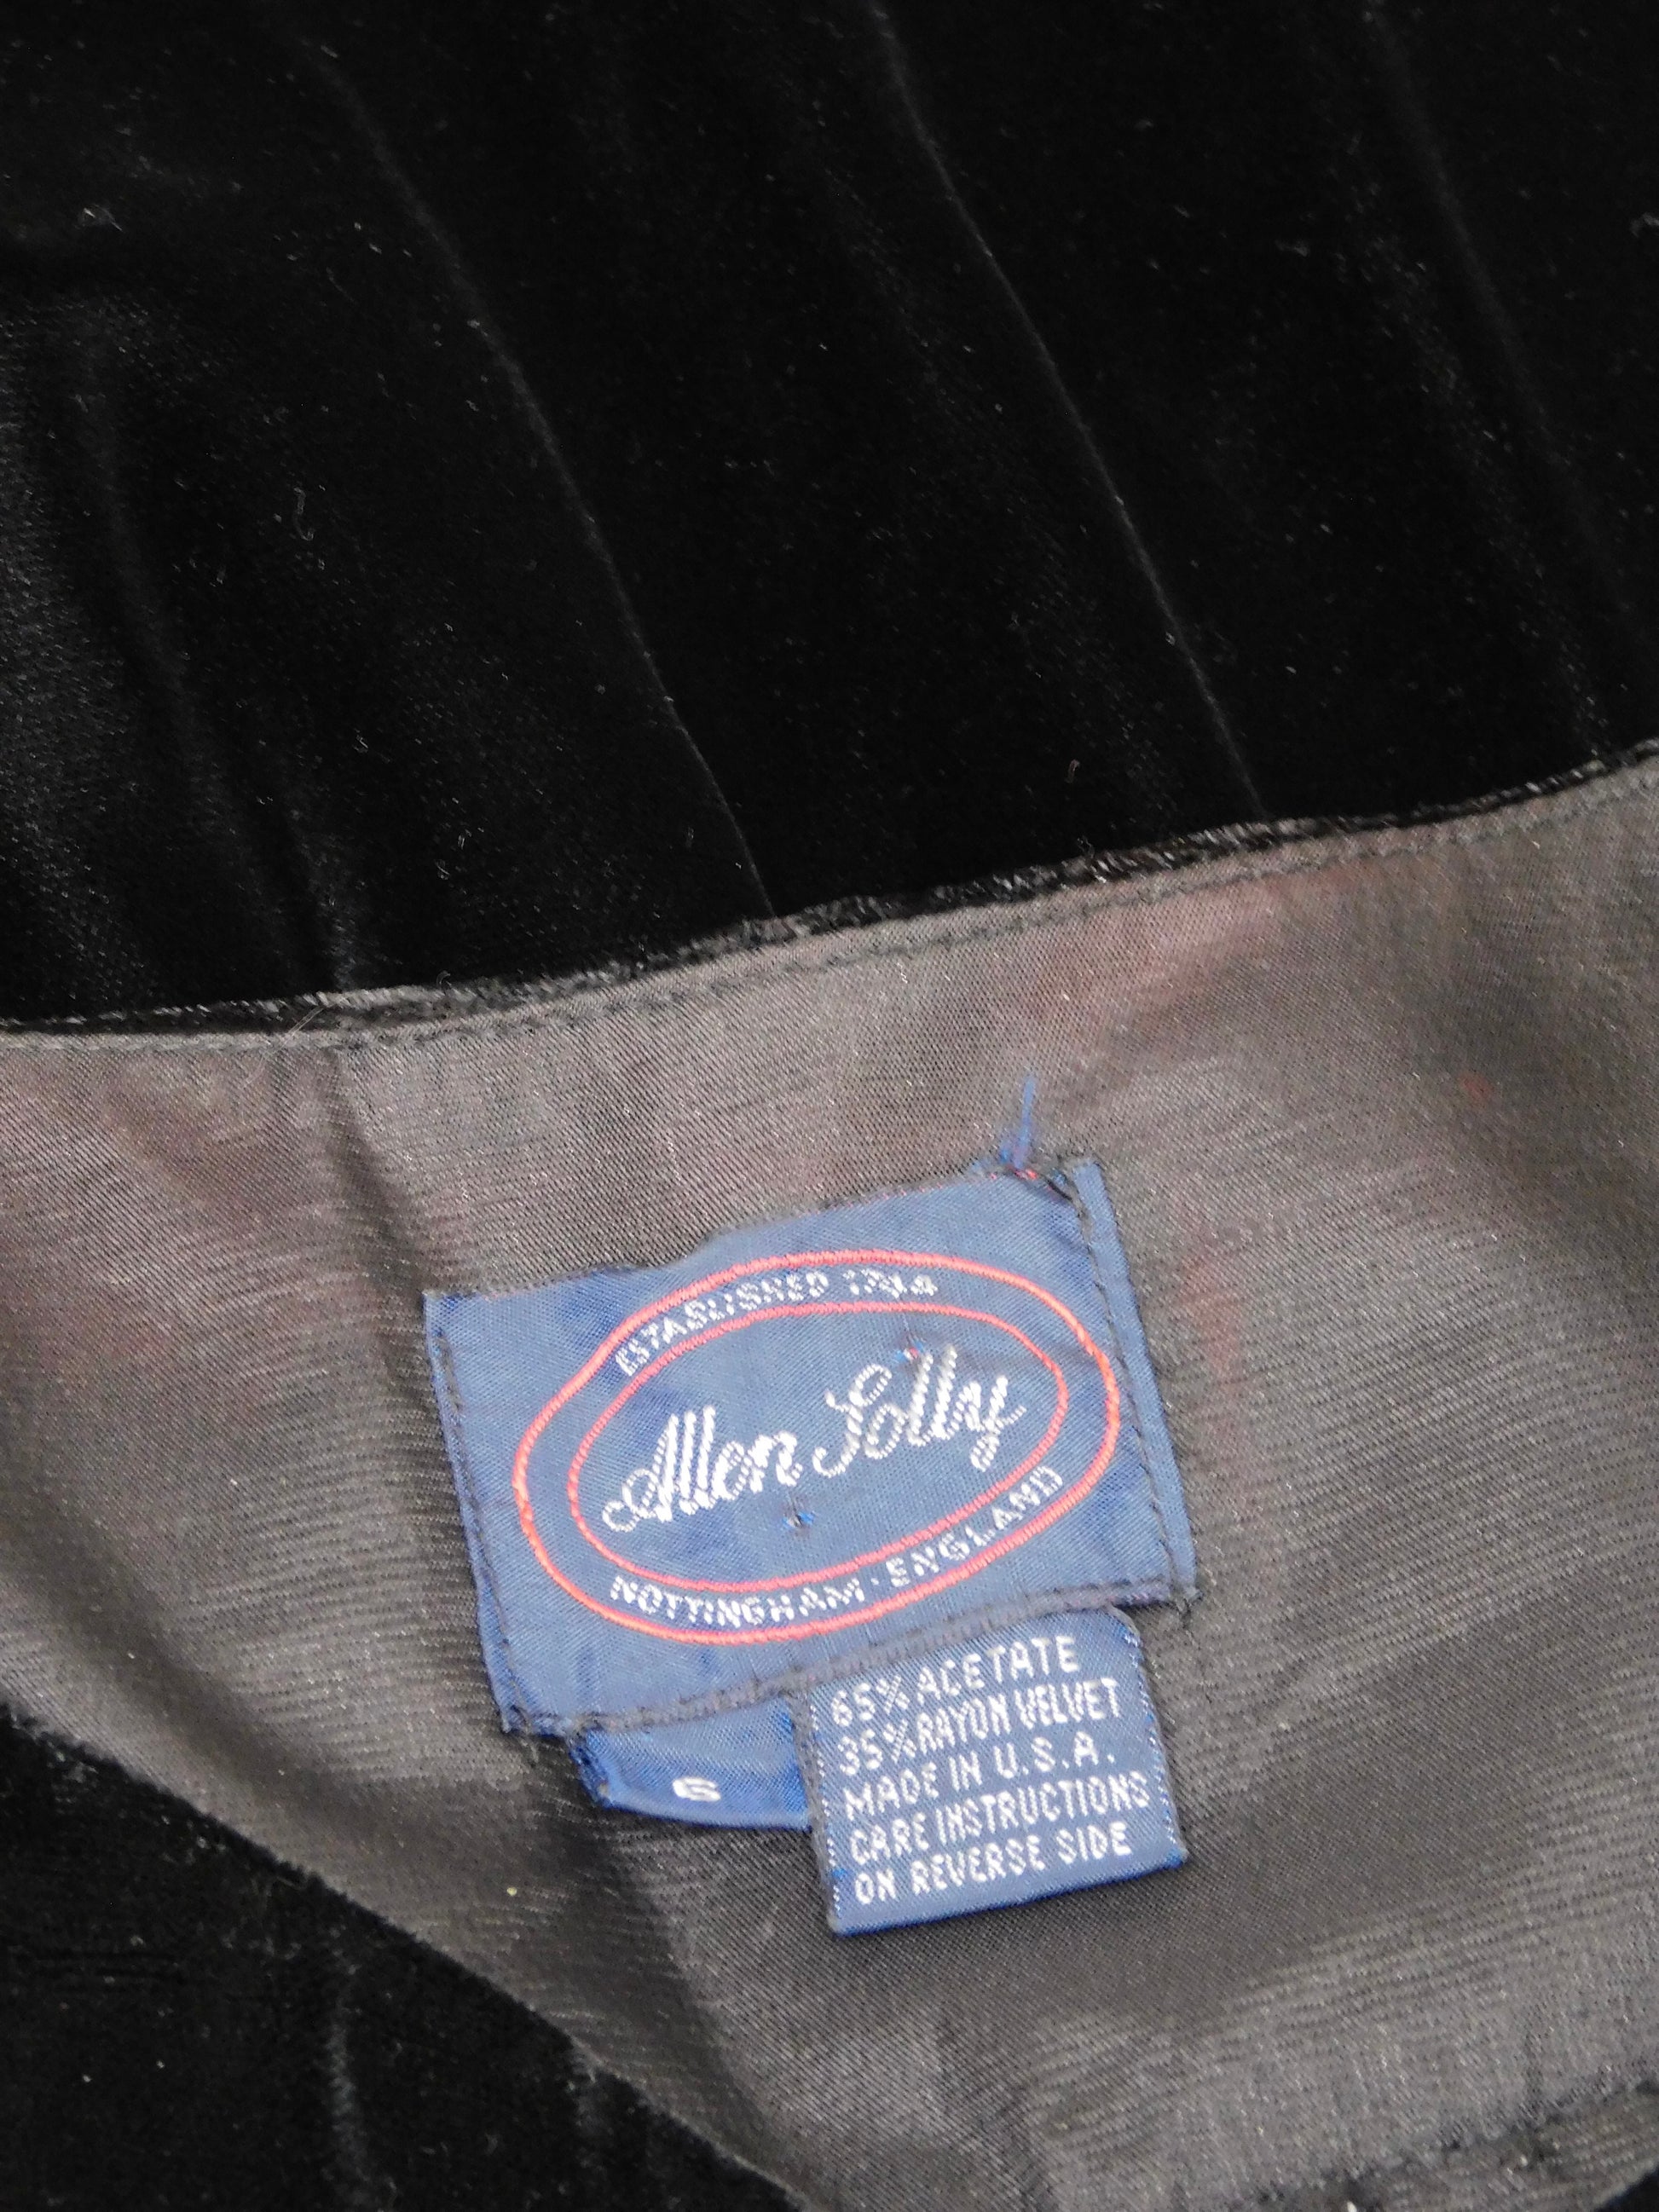 ESTABLISHED 1744
Allen Solly
NOTTINGHAM · ENGLAND
6
65% ACETATE
35% RAYON VELVET
MADE IN U.S.A.
CARE INSTRUCTIONS
ON REVERSE SIDE